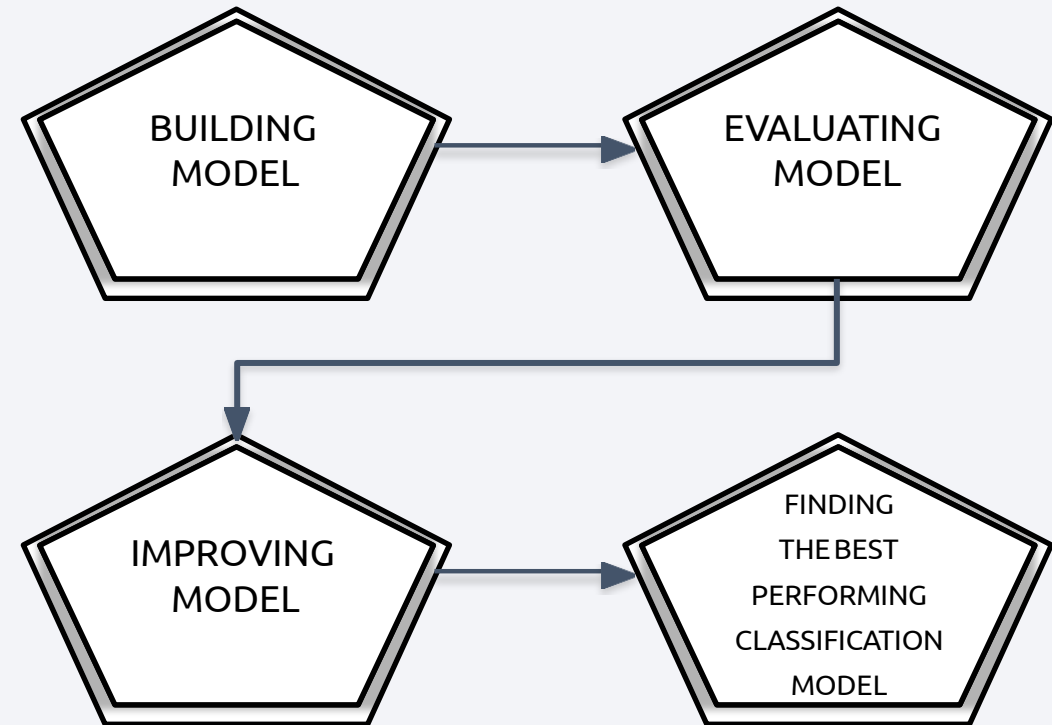 BUILDING
MODEL
EVALUATING
MODEL
IMPROVING
MODEL
FINDING
THE BEST
PERFORMING
CLASSIFICATION
MODEL